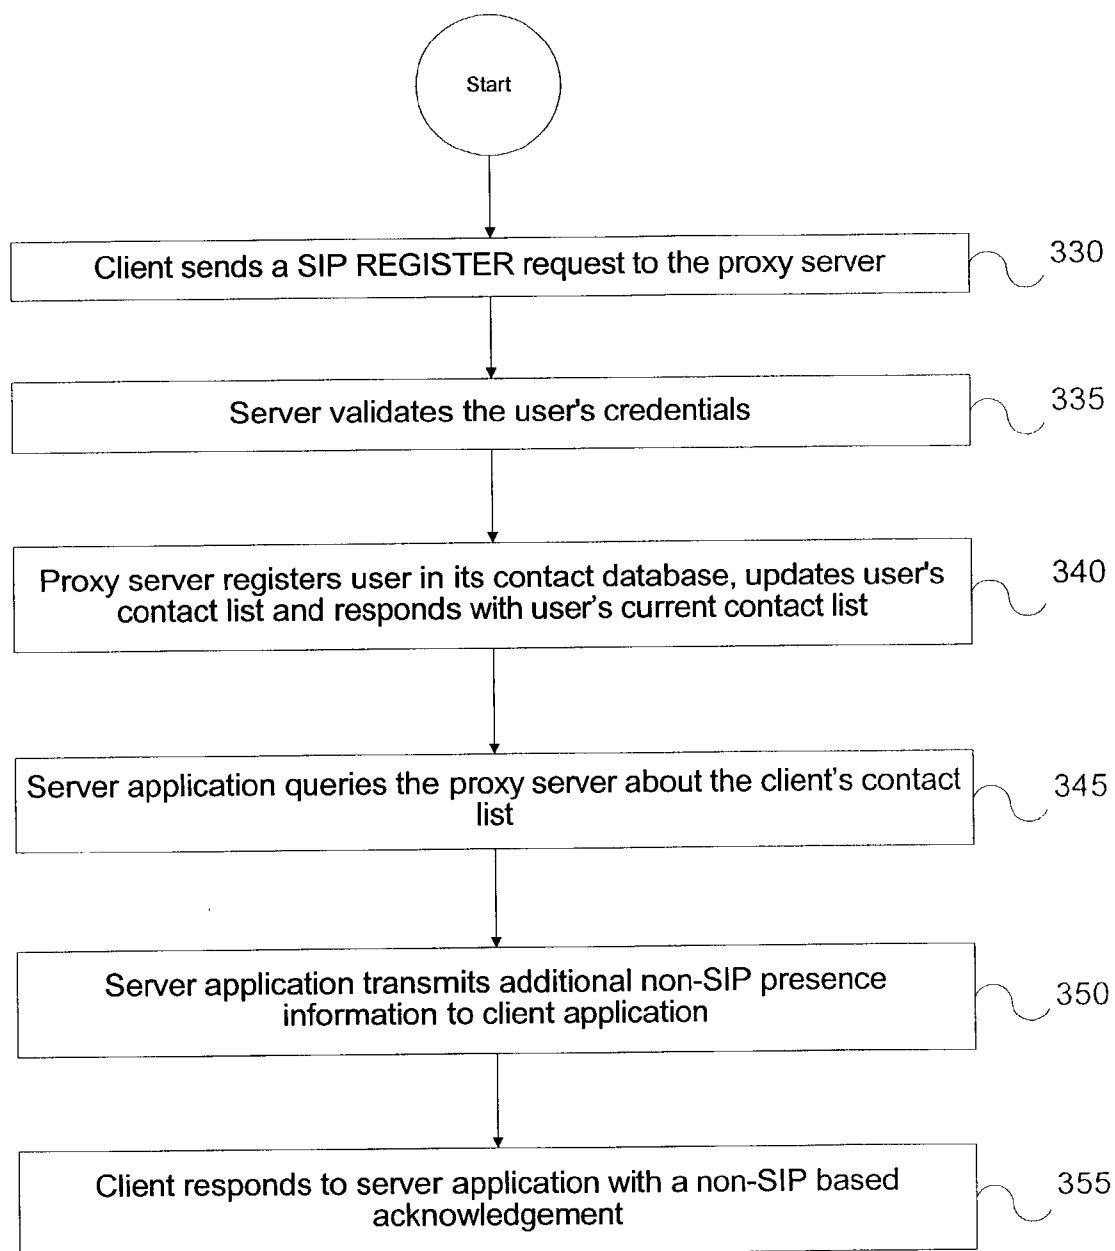 Start
Client sends a SIP REGISTER request to the proxy server
330
Server validates the user's credentials
335
Proxy server registers user in its contact database, updates user's
contact list and responds with user’s current contact list
340
Server application queries the proxy server about the client’s contact
list
345
Server application transmits additional non-SIP presence
information to client application
350
Client responds to server application with a non-SIP based
acknowledgement
355